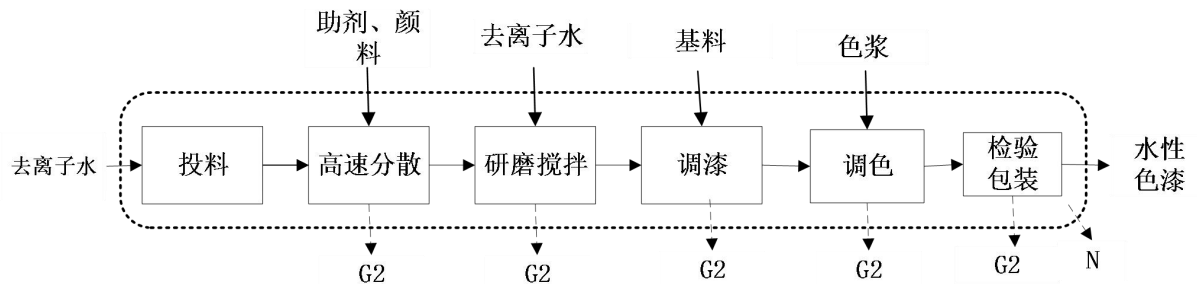 助剂、颜
料
去离子水
基料
色浆
去离子水
投料
高速分散
研磨搅拌
调漆
调色
检验
包装
水性
色漆
G2
G2
G2
G2
G2
N